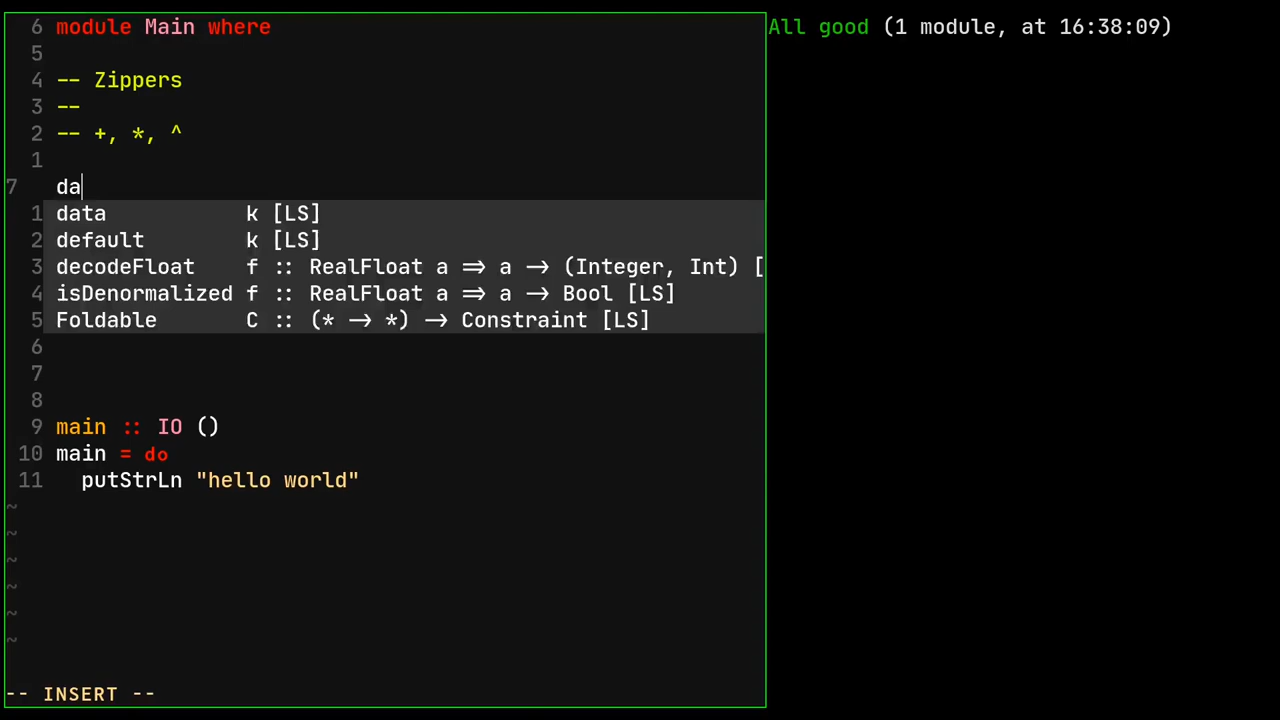 6 module Main where
5
4 -- Zippers
3 --
2 -- +, *, ^
1
7 da
1 data k [LS]
2 default k [LS]
3 decodeFloat f :: RealFloat a => a -> (Integer, Int) [
4 isDenormalized f :: RealFloat a => a -> Bool [LS]
5 Foldable C :: (* -> *) -> Constraint [LS]
6
7
8
9 main :: IO ()
10 main = do
11 putStrLn "hello world"
~
~
~
~
~
~
-- INSERT --
All good (1 module, at 16:38:09)